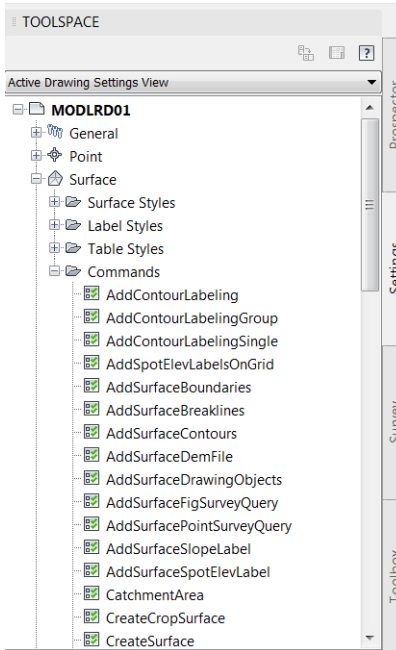 TOOLSPACE
?
Active Drawing Settings View
MODLRD01
General
Point
Surface
Surface Styles
Label Styles
Table Styles
Commands
AddContourLabeling
AddContourLabelingGroup
AddContourLabelingSingle
AddSpotElevLabelsOnGrid
AddSurfaceBoundaries
AddSurfaceBreaklines
AddSurfaceContours
AddSurfaceDemFile
AddSurfaceDrawingObjects
AddSurfaceFigSurveyQuery
AddSurfacePointSurveyQuery
AddSurfaceSlopeLabel
AddSurfaceSpotElevLabel
CatchmentArea
CreateCropSurface
CreateSurface
Prospector
Settings
Survey
Toolbox